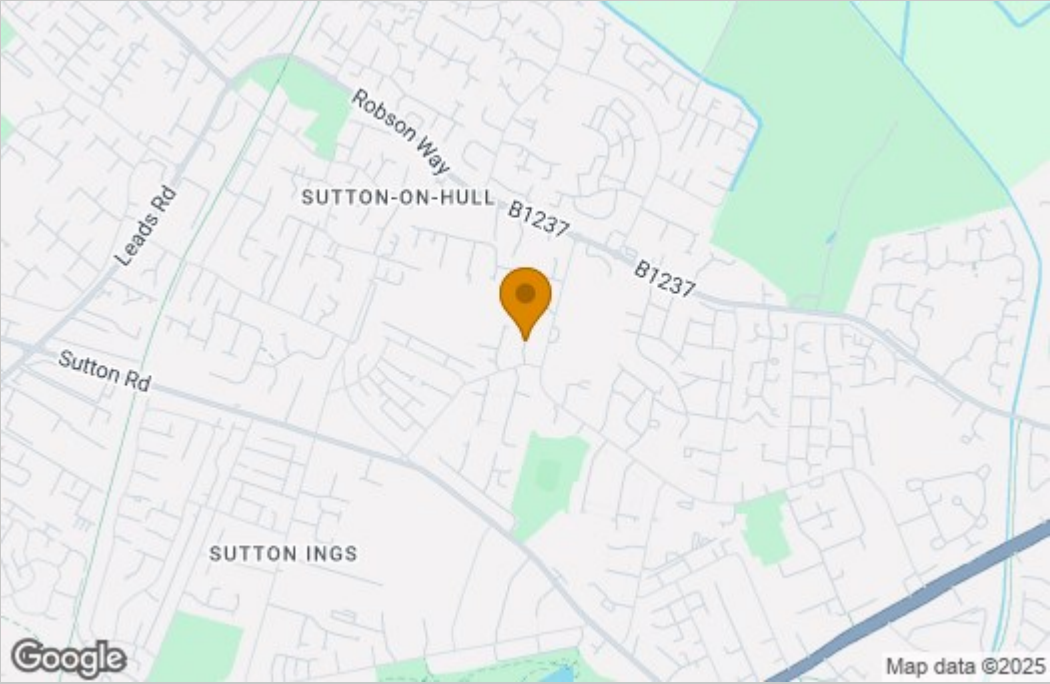 Robson Way
SUTTON-ON-HULL
Leads Rd
B1237
B1237
Sutton Rd
SUTTON INGS
Google
Map data ©2025